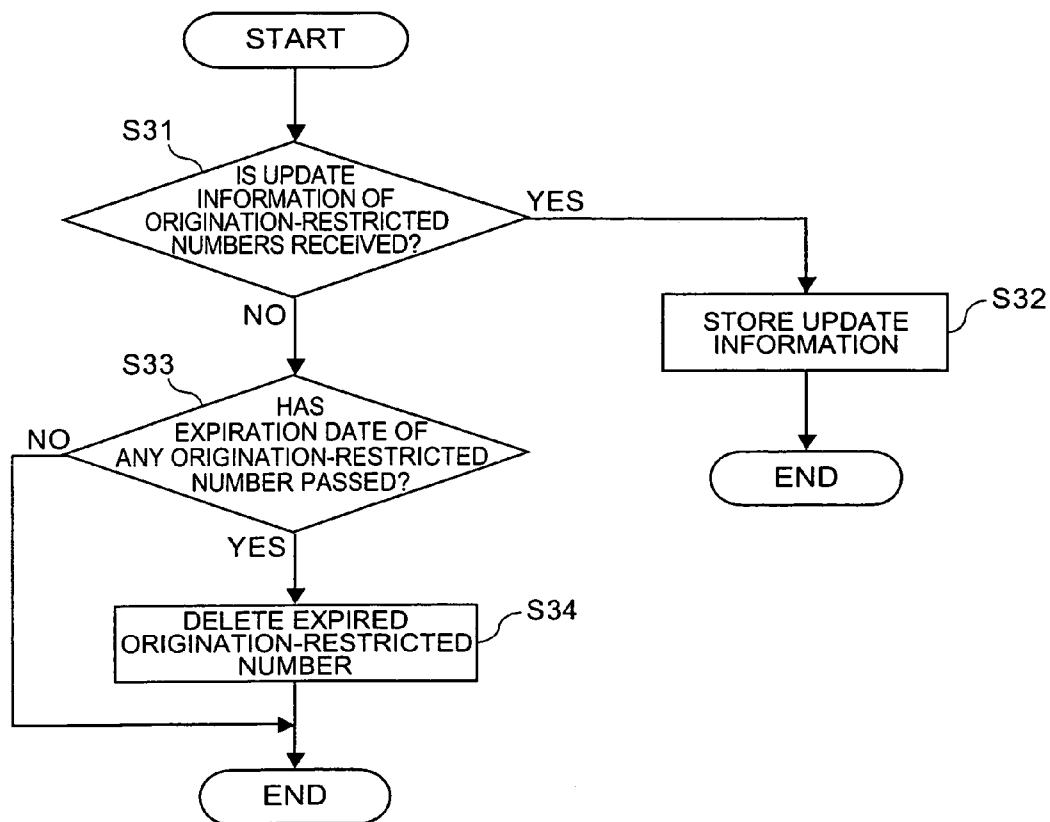 START
S31
IS UPDATE
INFORMATION OF
ORIGINATION-RESTRICTED
NUMBERS RECEIVED?
YES
NO
S32
STORE UPDATE
INFORMATION
END
S33
HAS
EXPIRATION DATE OF
ANY ORIGINATION-RESTRICTED
NUMBER PASSED?
NO
YES
S34
DELETE EXPIRED
ORIGINATION-RESTRICTED
NUMBER
END